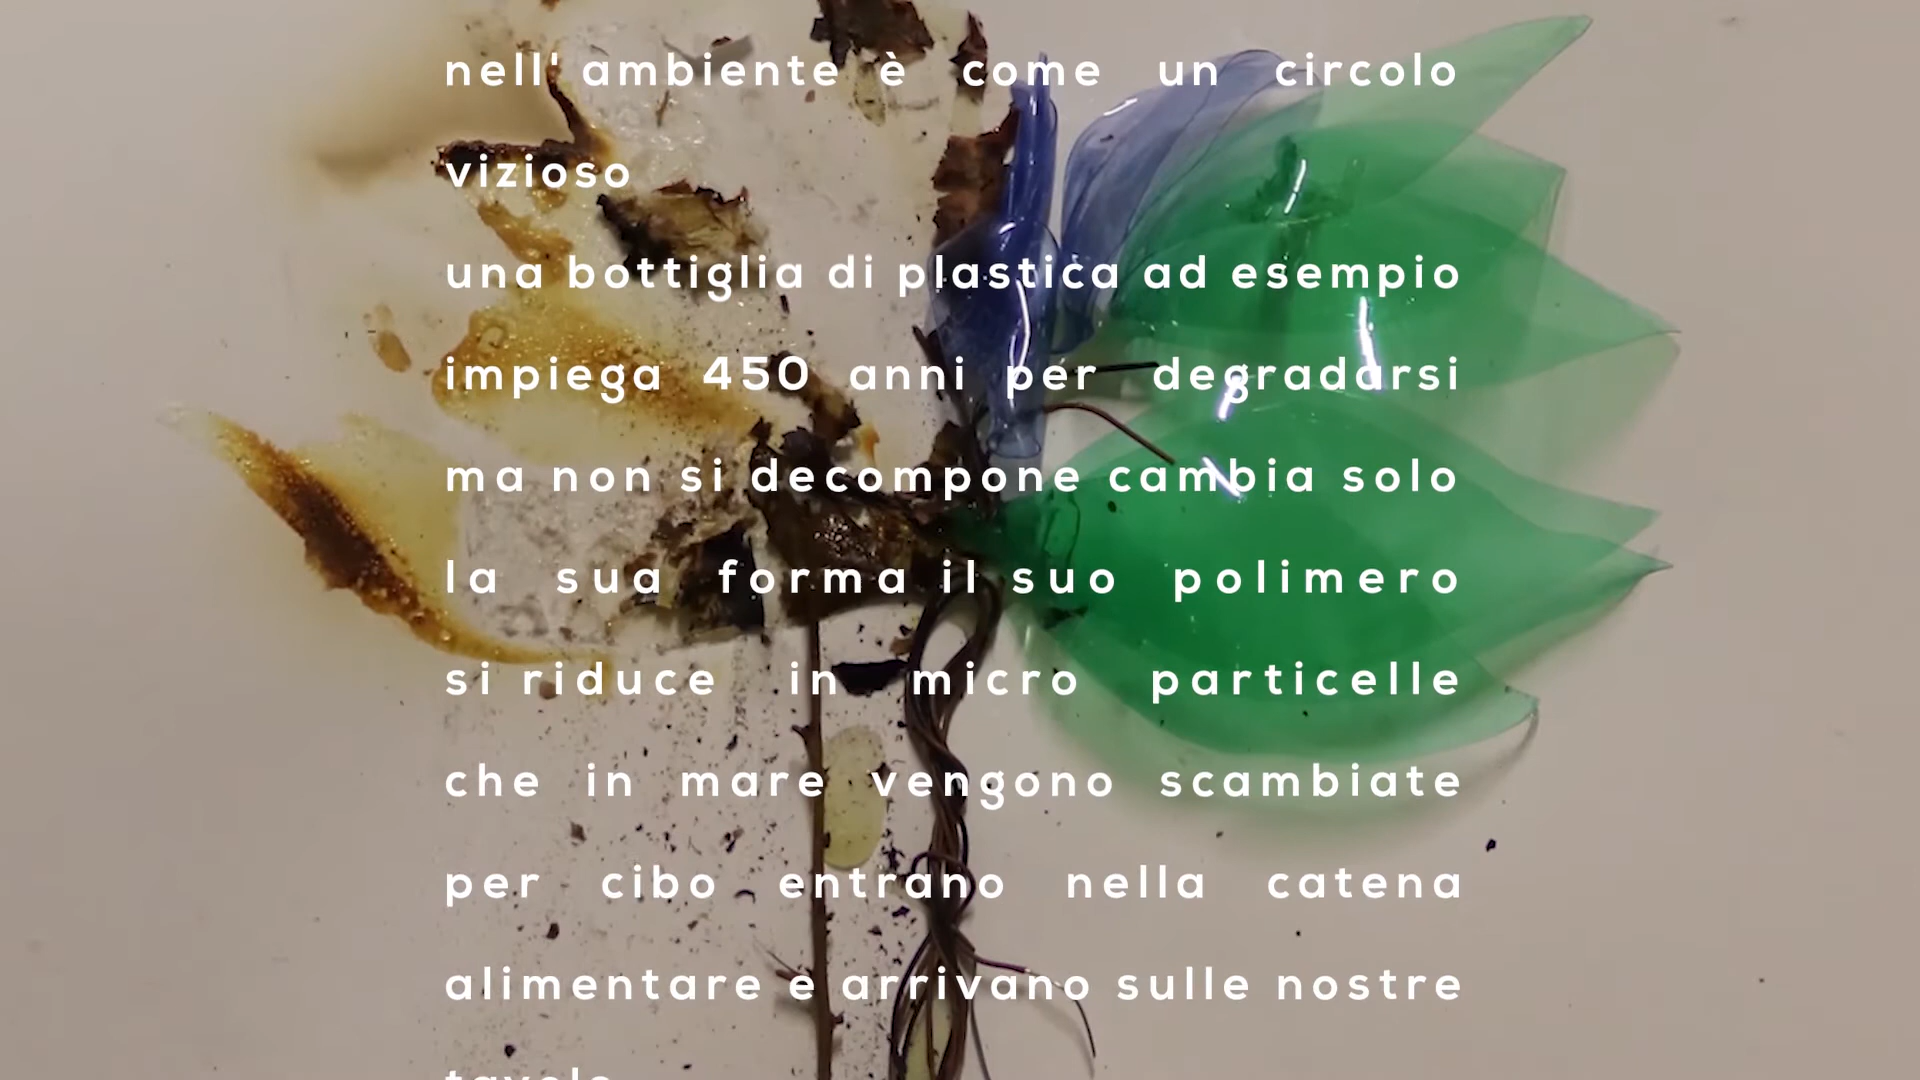 nell' ambiente è come un circolo
vizioso
una bottiglia di plastica ad esempio
impiega 450 anni per degradarsi
ma non si decompone cambia solo
la sua forma il suo polimero
si riduce in micro particelle
che in mare vengono scambiate
per cibo entrano nella catena
alimentare e arrivano sulle nostre